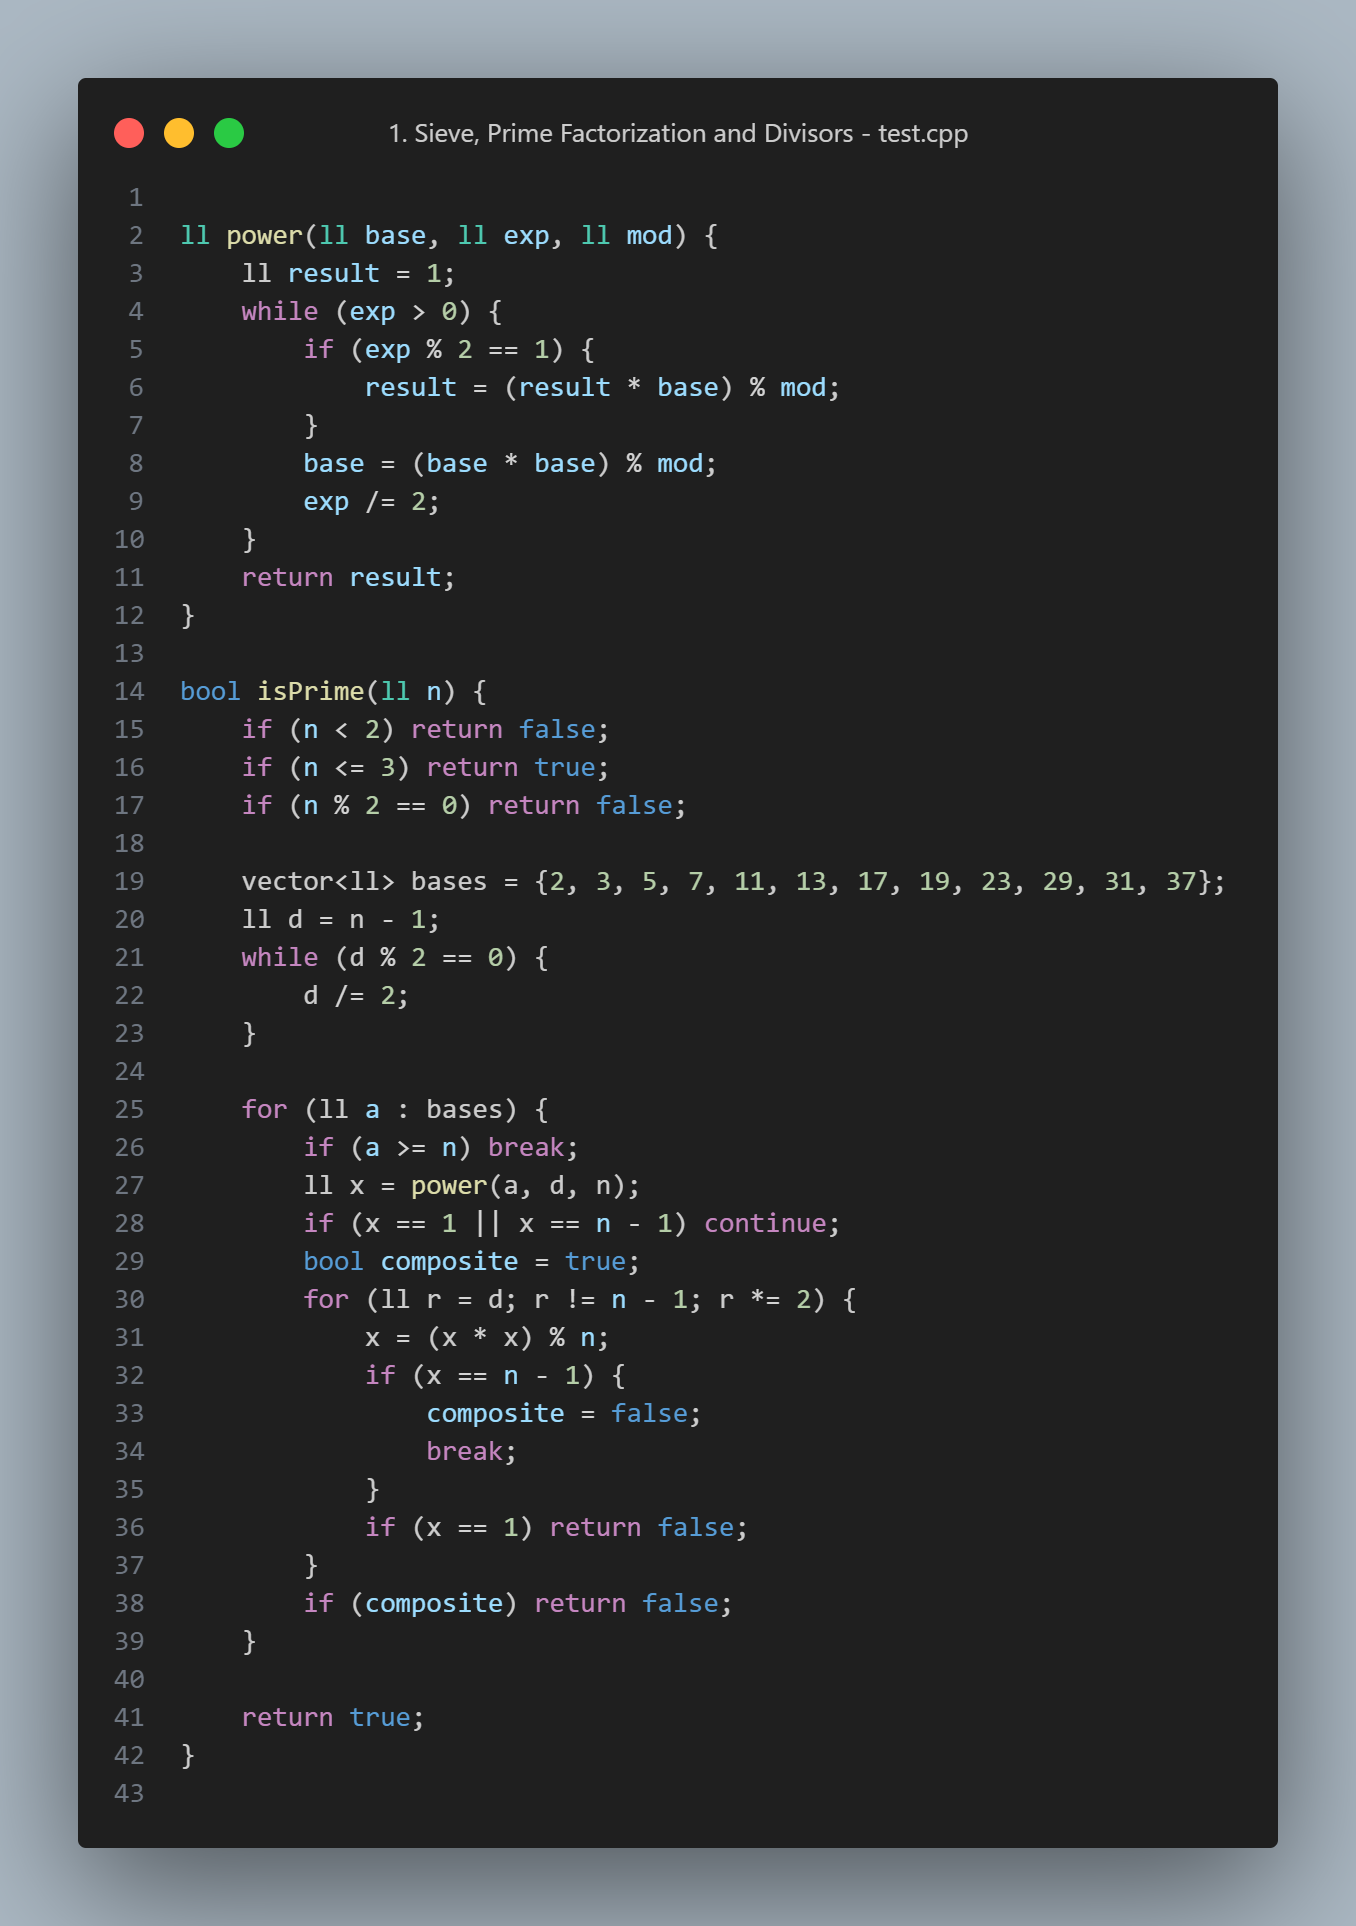 1. Sieve, Prime Factorization and Divisors - test.cpp
1
2 ll power(ll base, ll exp, ll mod) {
3     ll result = 1;
4     while (exp > 0) {
5         if (exp % 2 == 1) {
6             result = (result * base) % mod;
7         }
8         base = (base * base) % mod;
9         exp /= 2;
10     }
11     return result;
12 }
13
14 bool isPrime(ll n) {
15     if (n < 2) return false;
16     if (n <= 3) return true;
17     if (n % 2 == 0) return false;
18
19     vector<ll> bases = {2, 3, 5, 7, 11, 13, 17, 19, 23, 29, 31, 37};
20     ll d = n - 1;
21     while (d % 2 == 0) {
22         d /= 2;
23     }
24
25     for (ll a : bases) {
26         if (a >= n) break;
27         ll x = power(a, d, n);
28         if (x == 1 || x == n - 1) continue;
29         bool composite = true;
30         for (ll r = d; r != n - 1; r *= 2) {
31             x = (x * x) % n;
32             if (x == n - 1) {
33                 composite = false;
34                 break;
35             }
36             if (x == 1) return false;
37         }
38         if (composite) return false;
39     }
40
41     return true;
42 }
43